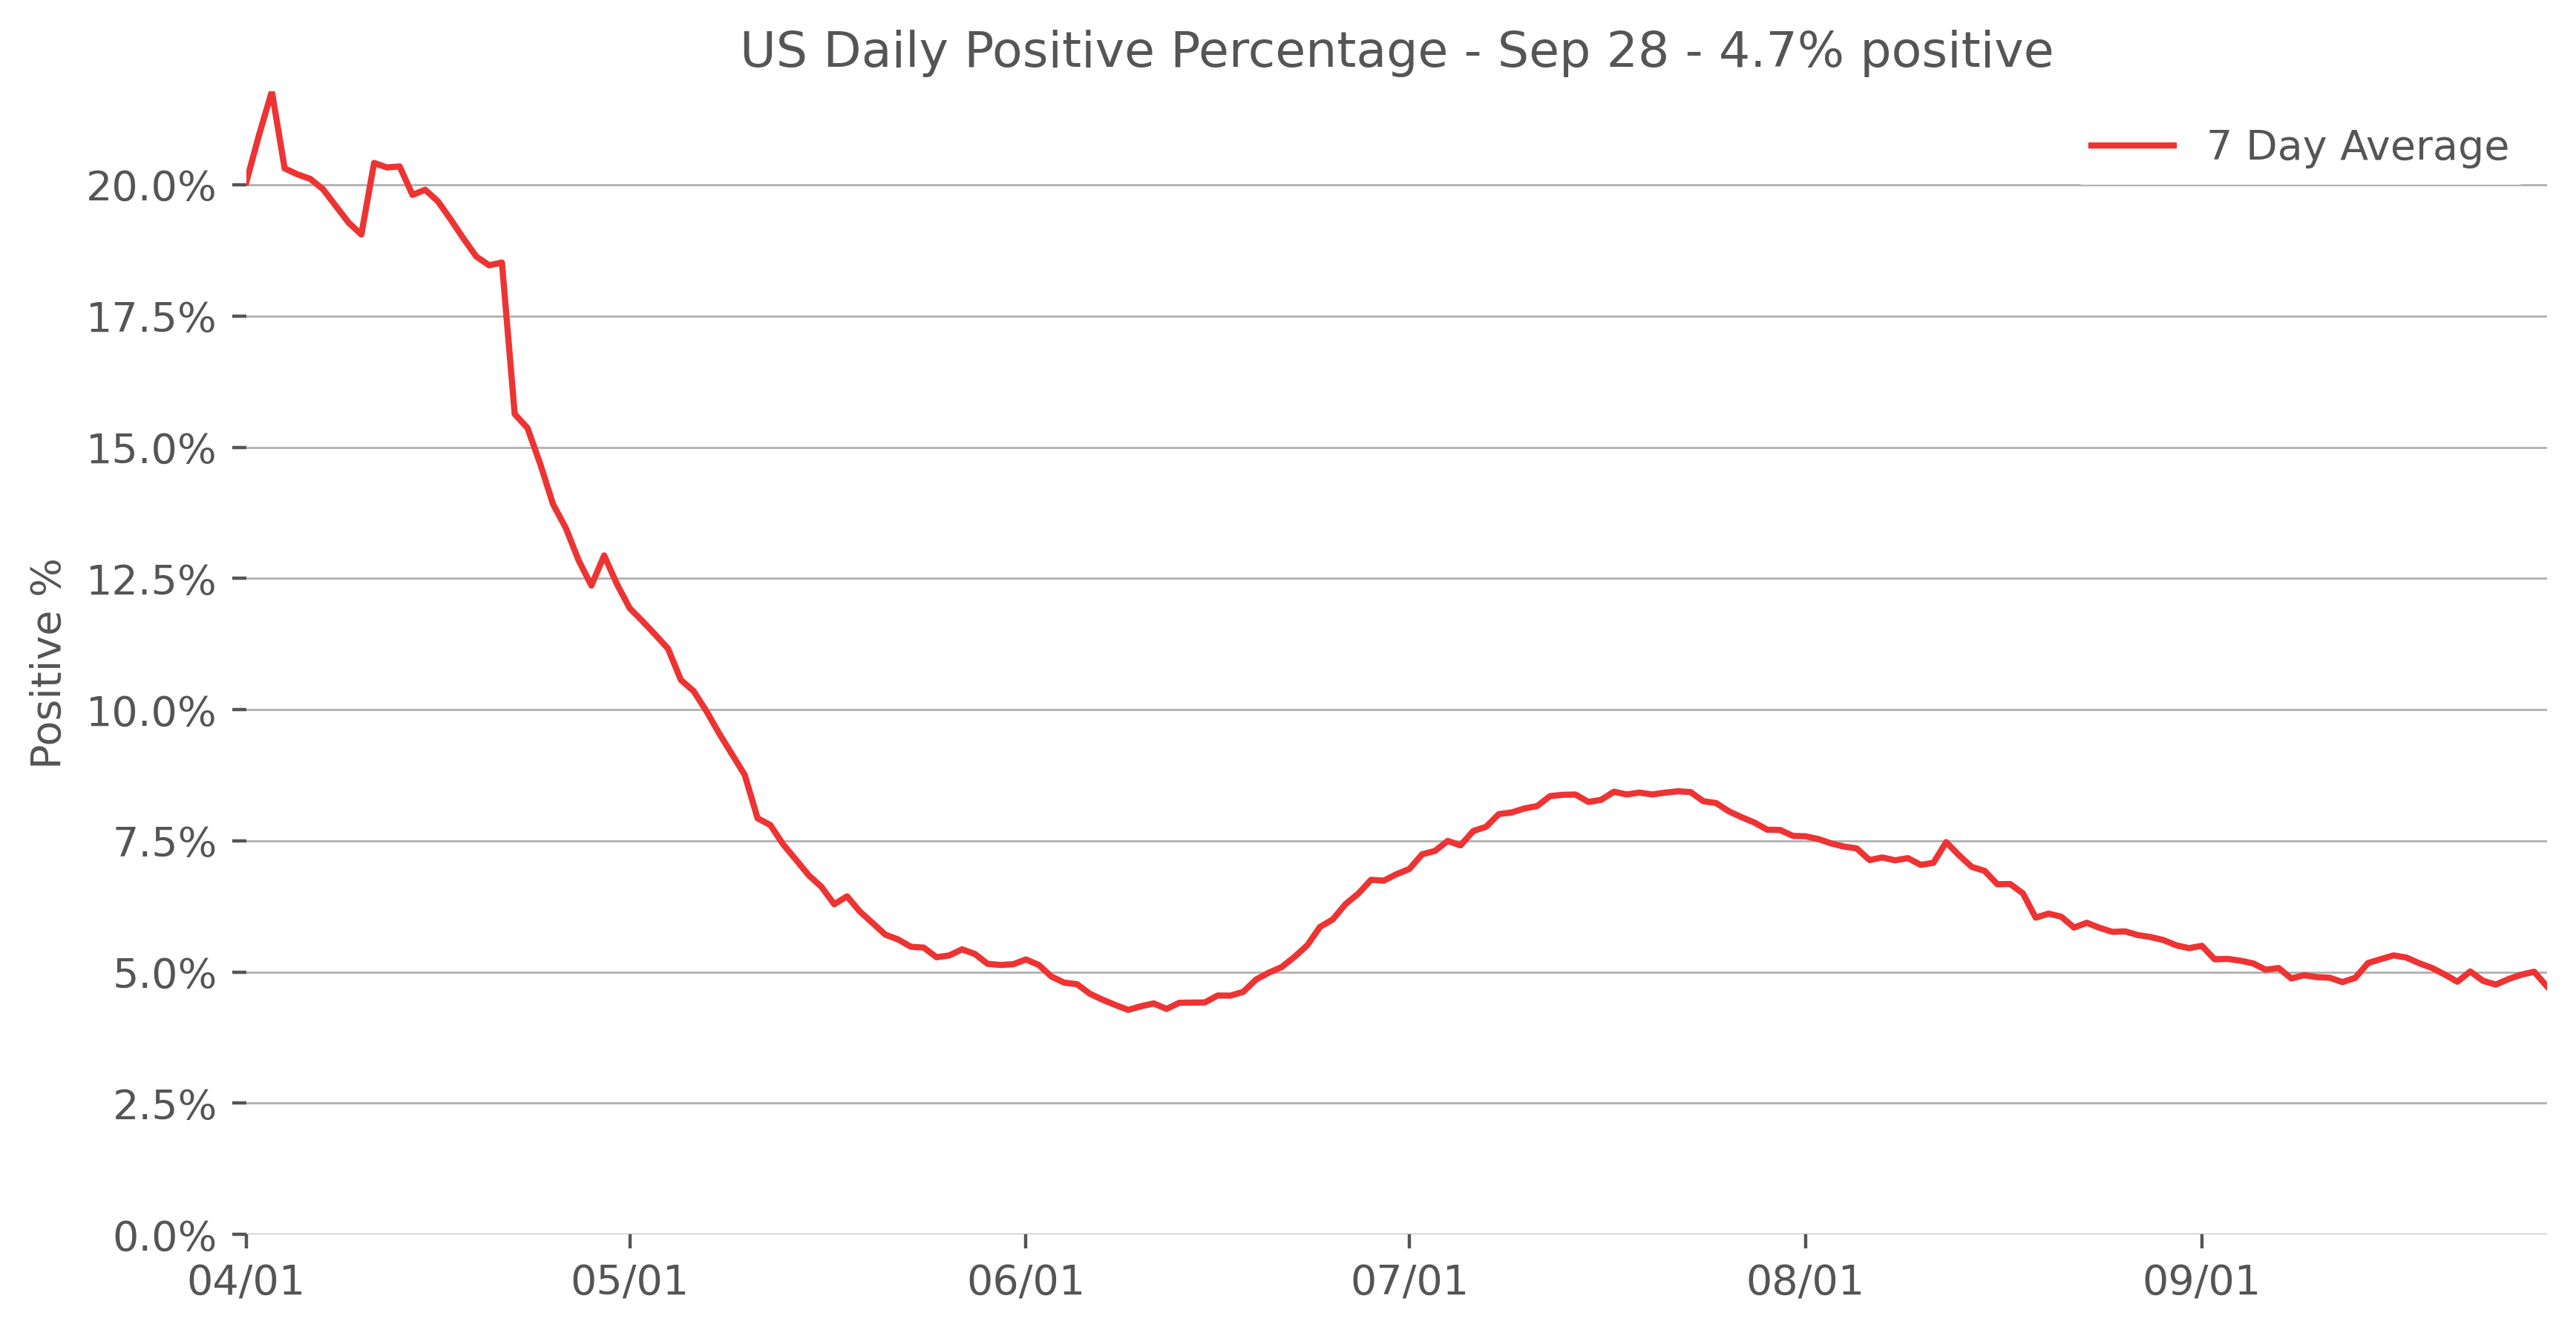 US Daily Positive Percentage - Sep 28 - 4.7% positive
7 Day Average
Positive %
20.0%
17.5%
15.0%
12.5%
10.0%
7.5%
5.0%
2.5%
0.0%
04/01 05/01 06/01 07/01 08/01 09/01